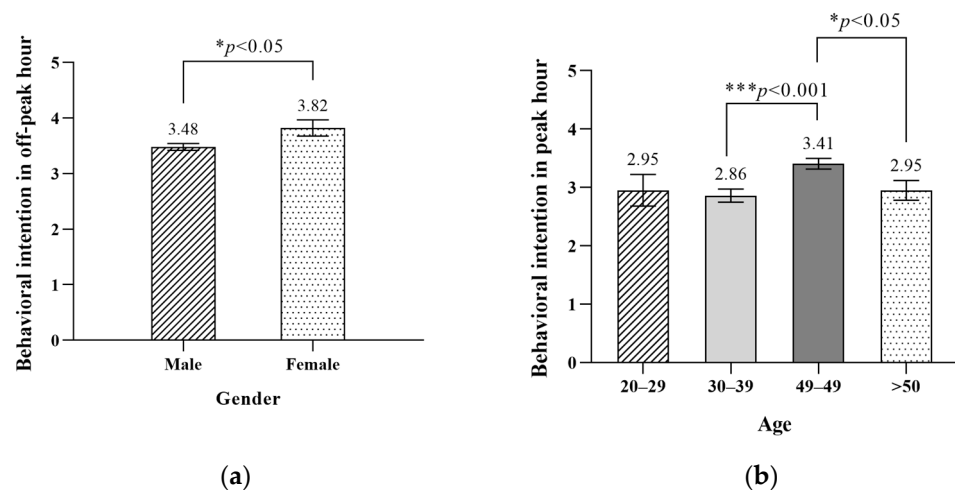 *p<0.05
Behavioral intention in off-peak hour
5
4
3
2
1
0
3.48
3.82
Male
Female
Gender
(a)
*p<0.05
***p<0.001
Behavioral intention in peak hour
5
4
3
2
1
0
2.95
2.86
3.41
2.95
20–29
30–39
49–49
>50
Age
(b)